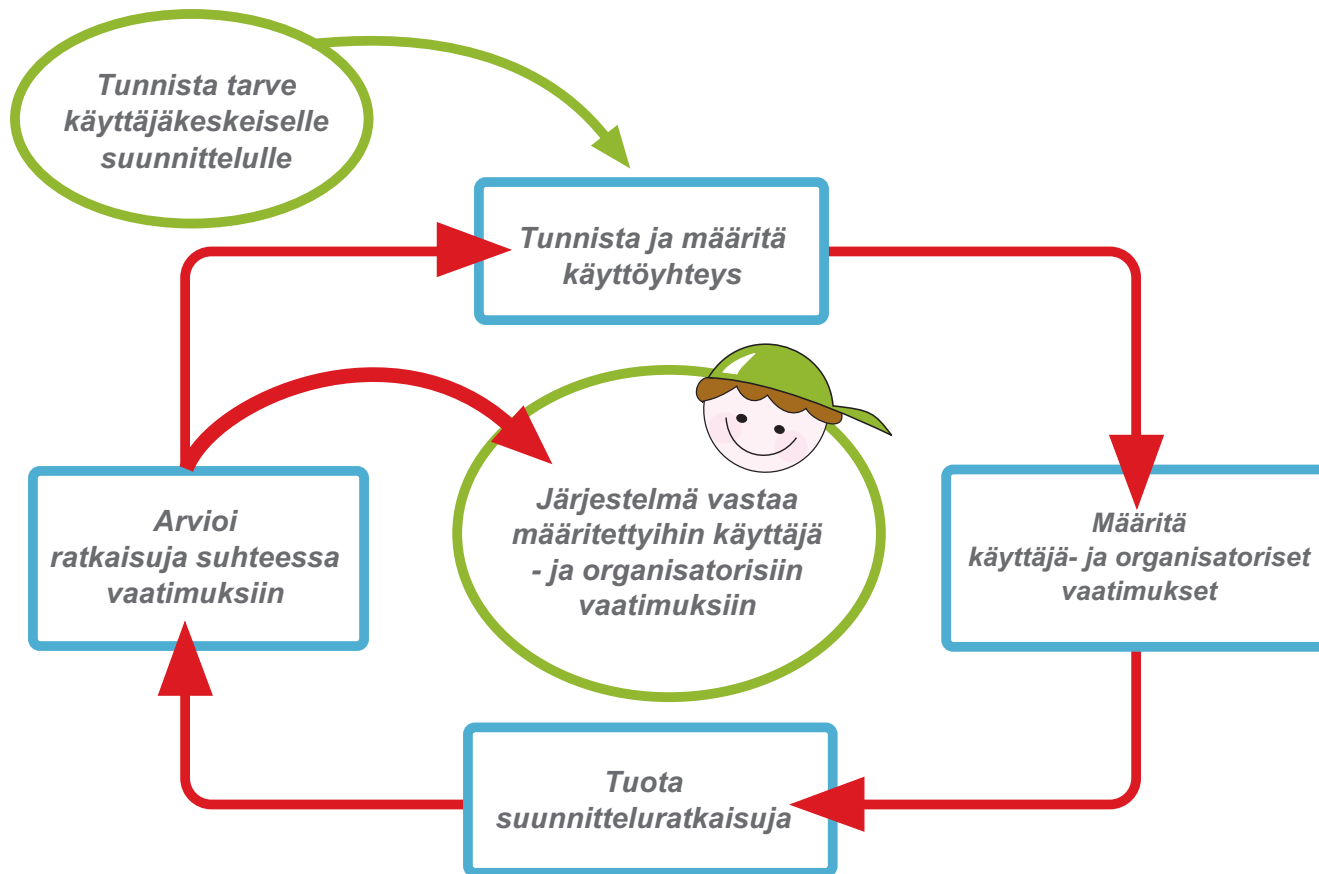 Tunnista tarve
käyttäjäkeskeiselle
suunnittelulle
Tunnista ja määritä
käyttöyhteys
Arvioi
ratkaisuja suhteessa
vaatimuksiin
Järjestelmä vastaa
määritettyihin käyttäjä
- ja organisatorisiin
vaatimuksiin
Määritä
käyttäjä- ja organisatoriset
vaatimukset
Tuota
suunnitteluratkaisuja